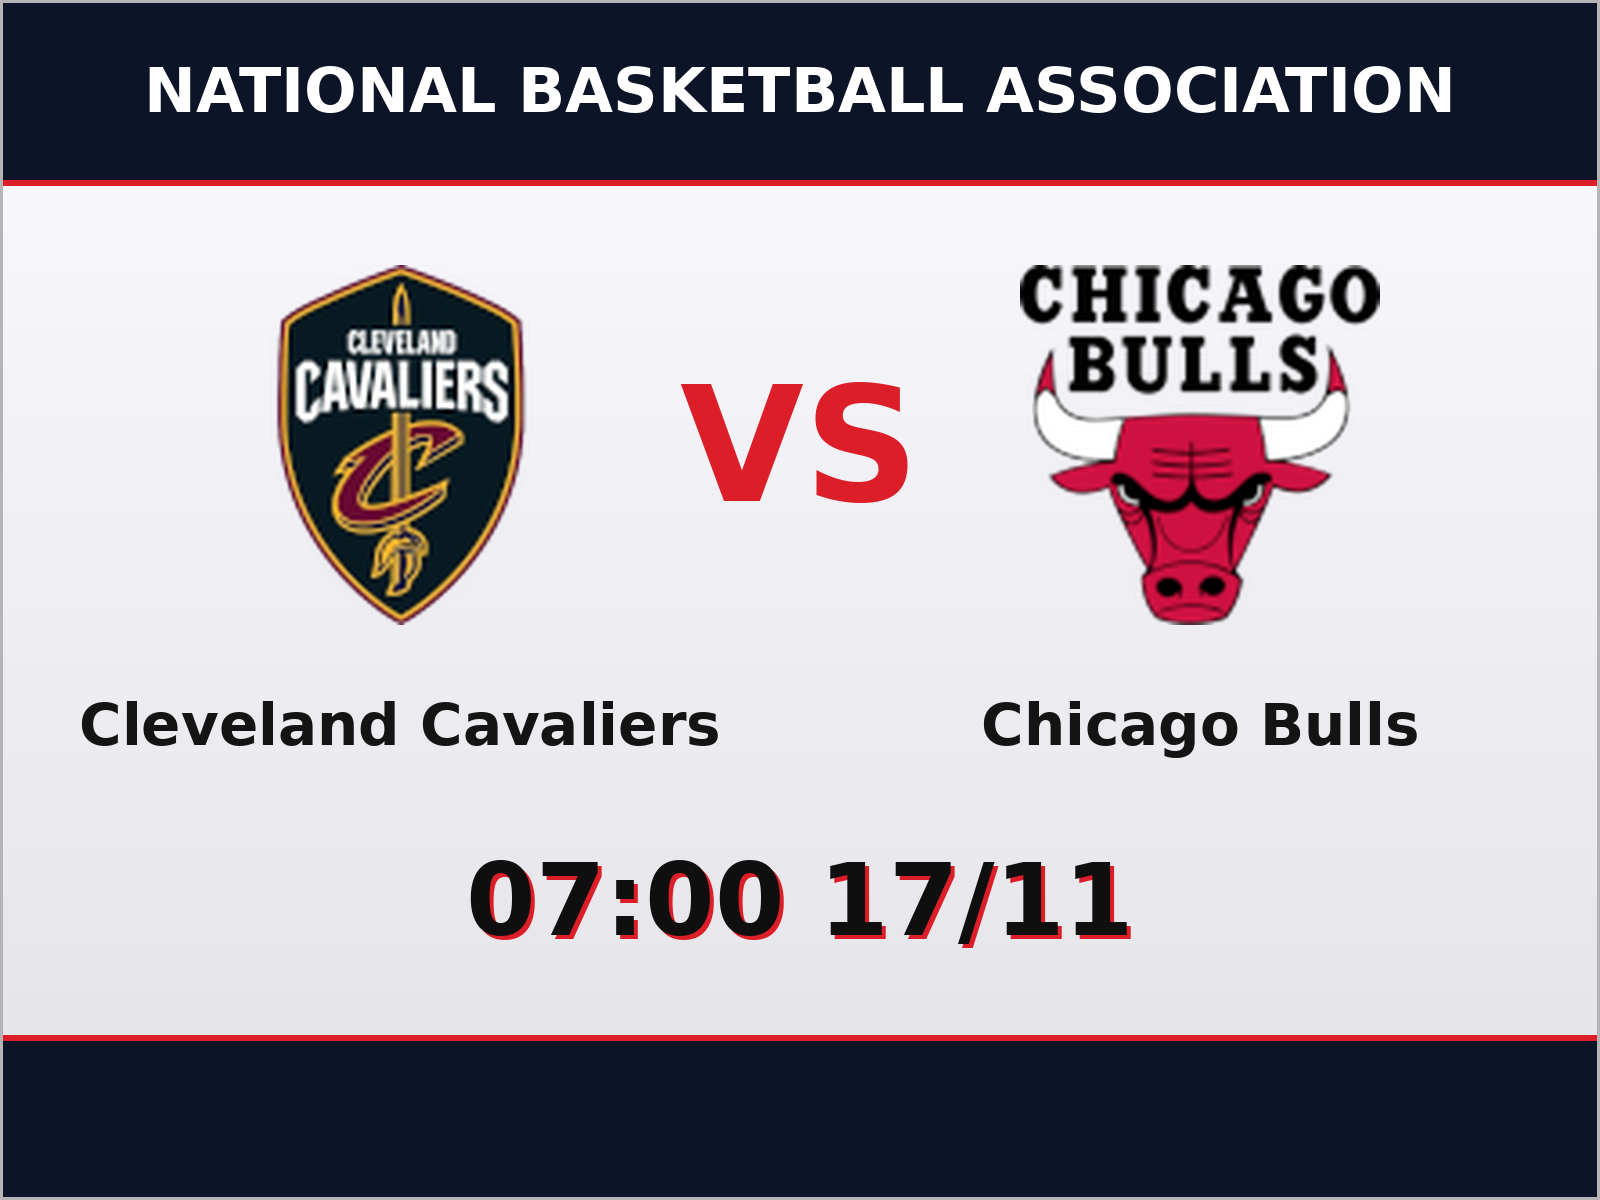 NATIONAL BASKETBALL ASSOCIATION
CLEVELAND
CAVALIERS
CHICAGO
BULLS
VS
Cleveland Cavaliers
Chicago Bulls
07:00 17/11